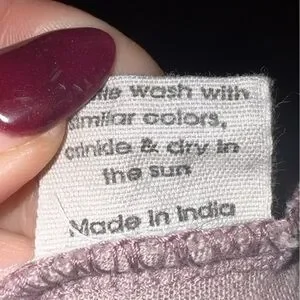 wash with
similar colors,
crinkle & dry in
the sun
Made in India